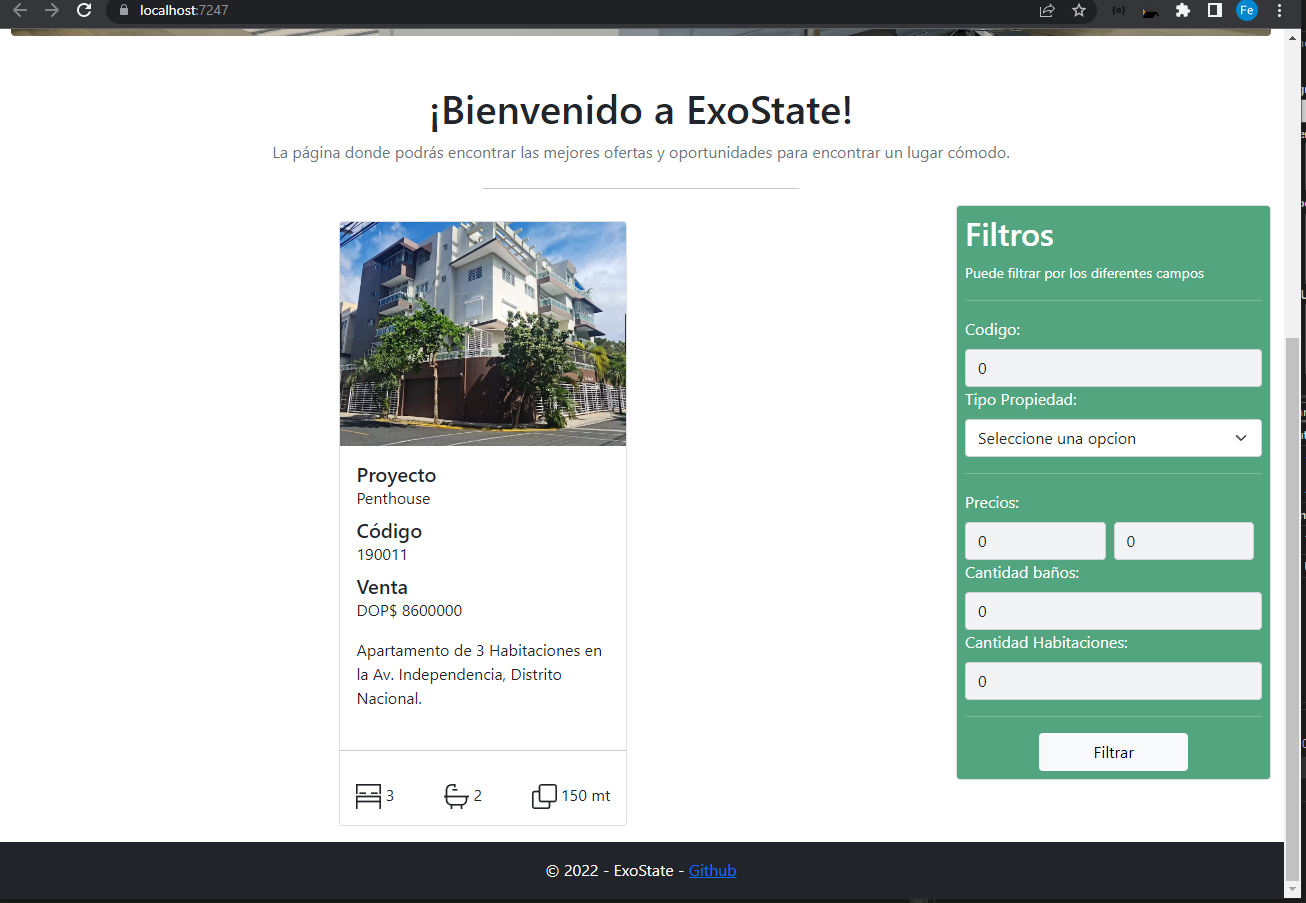 localhost:7247
Fe
¡Bienvenido a ExoState!
La página donde podrás encontrar las mejores ofertas y oportunidades para encontrar un lugar cómodo.
Proyecto
Penthouse
Código
190011
Venta
DOP$ 8600000
Apartamento de 3 Habitaciones en
la Av. Independencia, Distrito
Nacional.
3 2 150 mt
Filtros
Puede filtrar por los diferentes campos
Codigo:
0
Tipo Propiedad:
Seleccione una opcion
Precios:
0 0
Cantidad baños:
0
Cantidad Habitaciones:
0
Filtrar
© 2022 - ExoState - Github